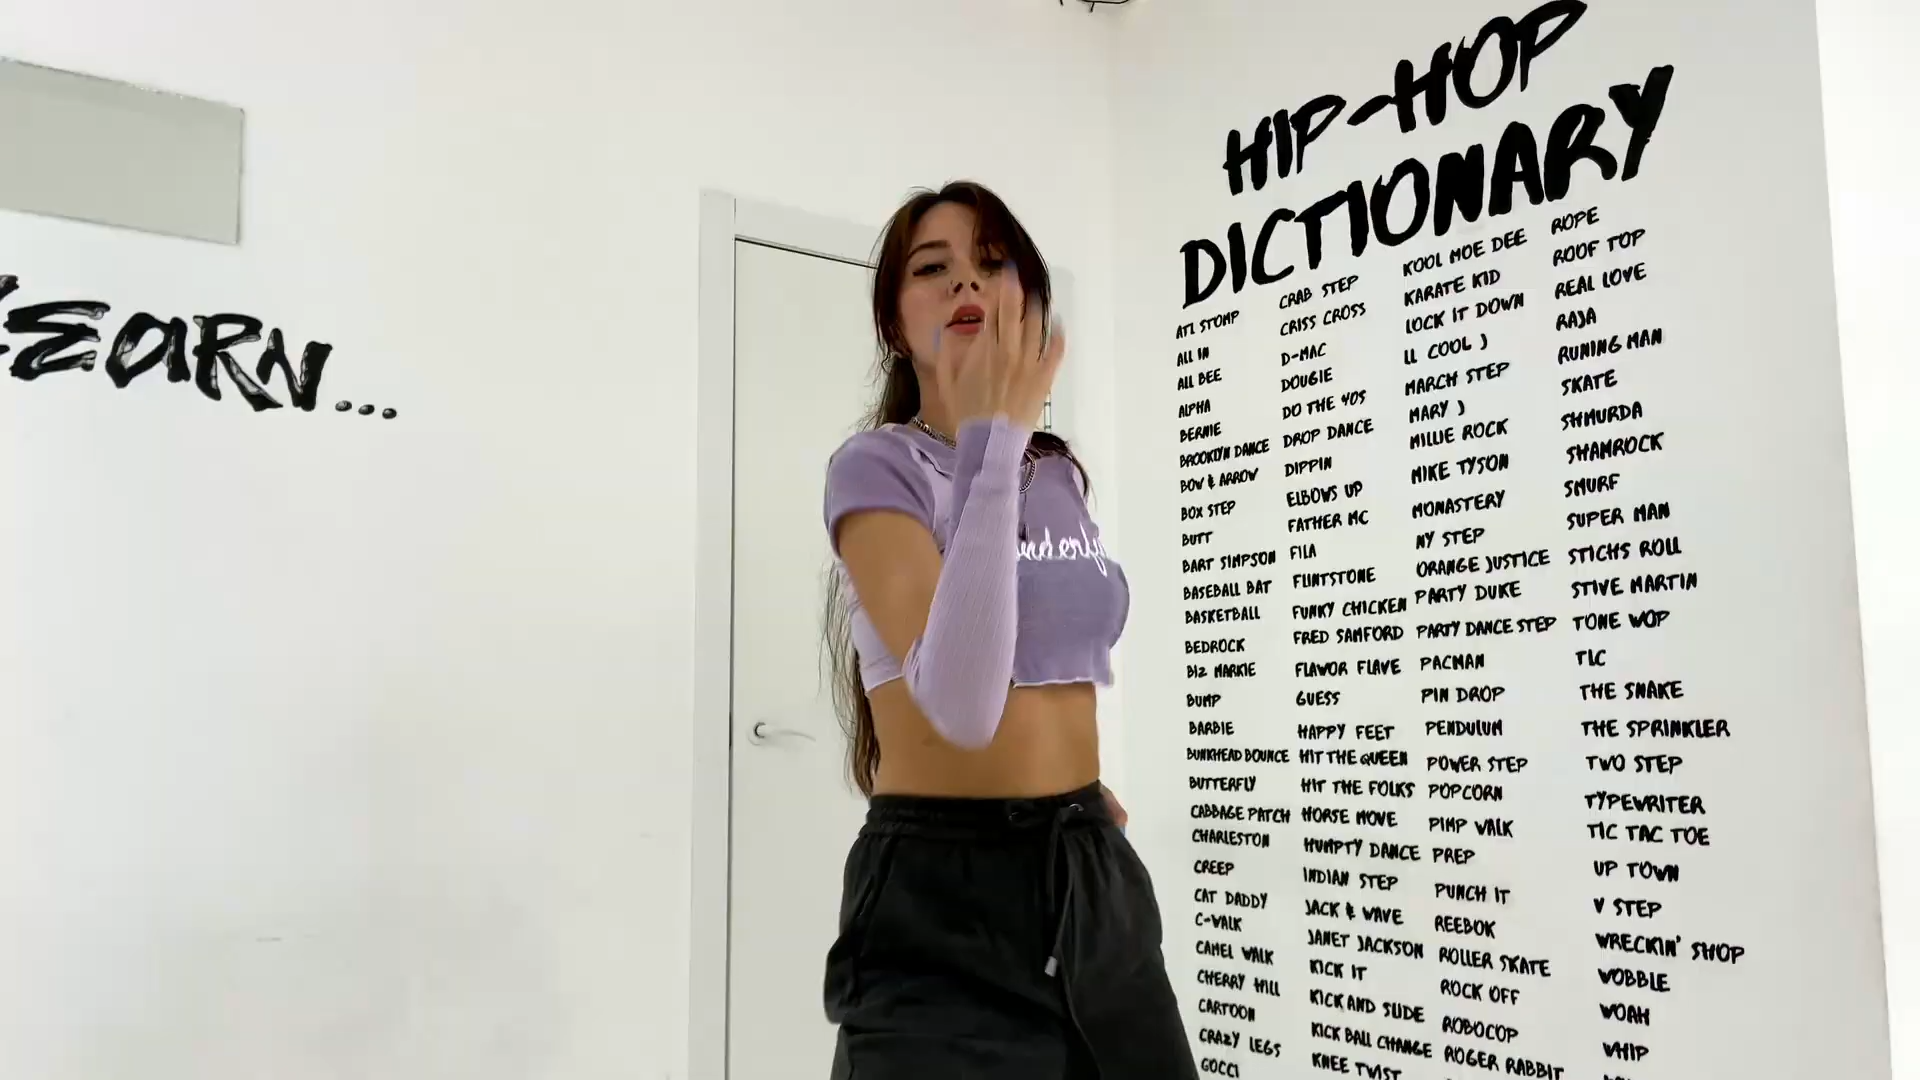 EARN...
HIP-HOP
DICTIONARY
ATL STOMP
ALL IN
ALL BEE
ALPHA
BERNIE
BROOKLYN DANCE
BOW & ARROW
BOX STEP
BUTT
BART SIMPSON
BASEBALL BAT
BASKETBALL
BEDROCK
BIZ MARKIE
BUMP
BARBIE
BUNKHEAD BOUNCE
BUTTERFLY
CABBAGE PATCH
CHARLESTON
CREEP
CAT DADDY
C-WALK
CAMEL WALK
CHERRY HILL
CARTOON
CRAZY LEGS
GOCCI
CRAB STEP
CRISS CROSS
D-MAC
DOUGIE
DO THE 40S
DROP DANCE
DIPPIN
ELBOWS UP
FATHER MC
FILA
FLINTSTONE
FUNKY CHICKEN
FRED SAMFORD
FLAVOR FLAVE
GUESS
HAPPY FEET
HIT THE QUEEN
HIT THE FOLKS
HORSE MOVE
HUMPTY DANCE
INDIAN STEP
JACK & WAVE
JANET JACKSON
KICK IT
KICK AND SLIDE
KICK BALL CHANGE
KNEE TWIST
KOOL MOE DEE
KARATE KID
LOCK IT DOWN
LL COOL J
MARCH STEP
MARY J
MILLIE ROCK
MIKE TYSON
MONASTERY
NY STEP
ORANGE JUSTICE
PARTY DUKE
PARTY DANCE STEP
PACMAN
PIN DROP
PENDULUM
POWER STEP
POPCORN
PIMP WALK
PREP
PUNCH IT
REEBOK
ROLLER SKATE
ROCK OFF
ROBOCOP
ROGER RABBIT
ROPE
ROOF TOP
REAL LOVE
RAJA
RUNING MAN
SKATE
SHMURDA
SHAMROCK
SMURF
SUPER MAN
STICHS ROLL
STIVE MARTIN
TONE WOP
TLC
THE SNAKE
THE SPRINKLER
TWO STEP
TYPEWRITER
TIC TAC TOE
UP TOWN
V STEP
WRECKIN' SHOP
WOBBLE
WOAH
WHIP